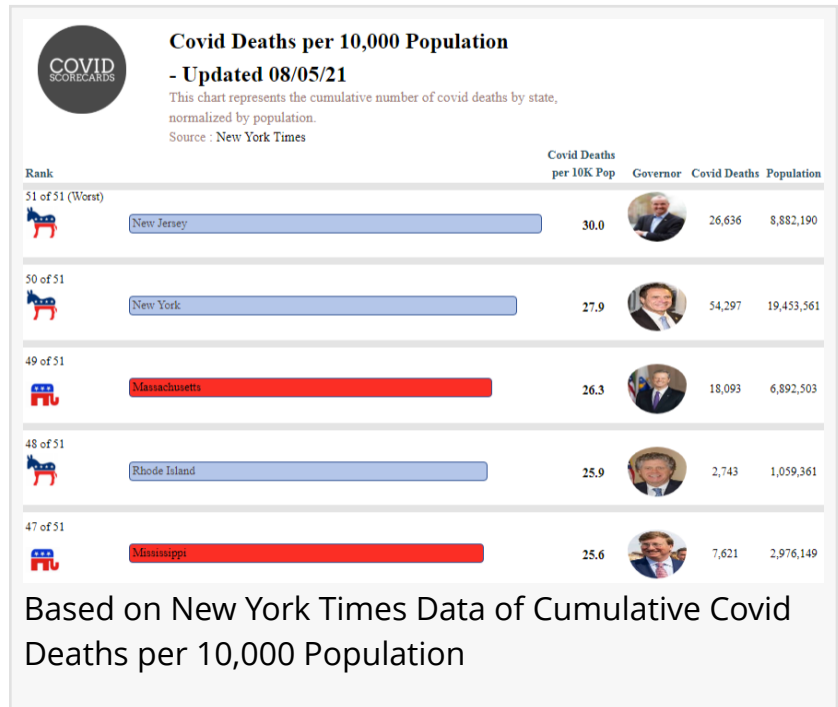 COVID
SCORECARDS
Covid Deaths per 10,000 Population
- Updated 08/05/21
This chart represents the cumulative number of covid deaths by state,
normalized by population.
Source : New York Times
Rank Covid Deaths per 10K Pop Governor Covid Deaths Population
51 of 51 (Worst)
New Jersey 30.0 26,636 8,882,190
50 of 51
New York 27.9 54,297 19,453,561
49 of 51
Massachusetts 26.3 18,093 6,892,503
48 of 51
Rhode Island 25.9 2,743 1,059,361
47 of 51
Mississippi 25.6 7,621 2,976,149
Based on New York Times Data of Cumulative Covid
Deaths per 10,000 Population